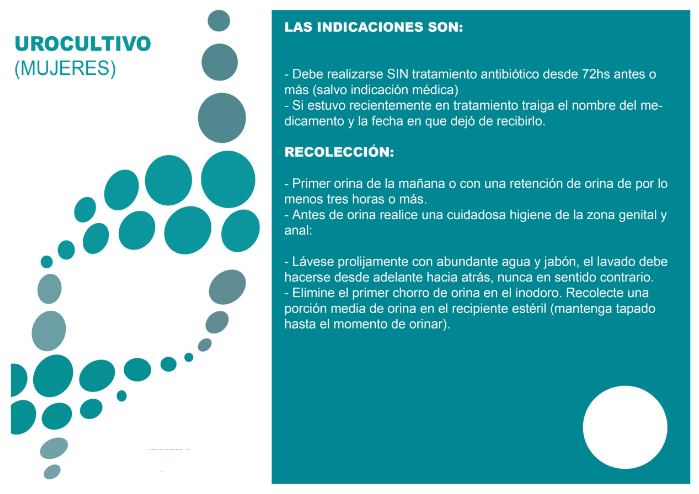 UROCULTIVO
(MUJERES)
LAS INDICACIONES SON:
- Debe realizarse SIN tratamiento antibiótico desde 72hs antes o
más (salvo indicación médica)
- Si estuvo recientemente en tratamiento traiga el nombre del me-
dicamento y la fecha en que dejó de recibirlo.
RECOLECCIÓN:
- Primer orina de la mañana o con una retención de orina de por lo
menos tres horas o más.
- Antes de orina realice una cuidadosa higiene de la zona genital y
anal:
- Lávese prolijamente con abundante agua y jabón, el lavado debe
hacerse desde adelante hacia atrás, nunca en sentido contrario.
- Elimine el primer chorro de orina en el inodoro. Recolecte una
porción media de orina en el recipiente estéril (mantenga tapado
hasta el momento de orinar).